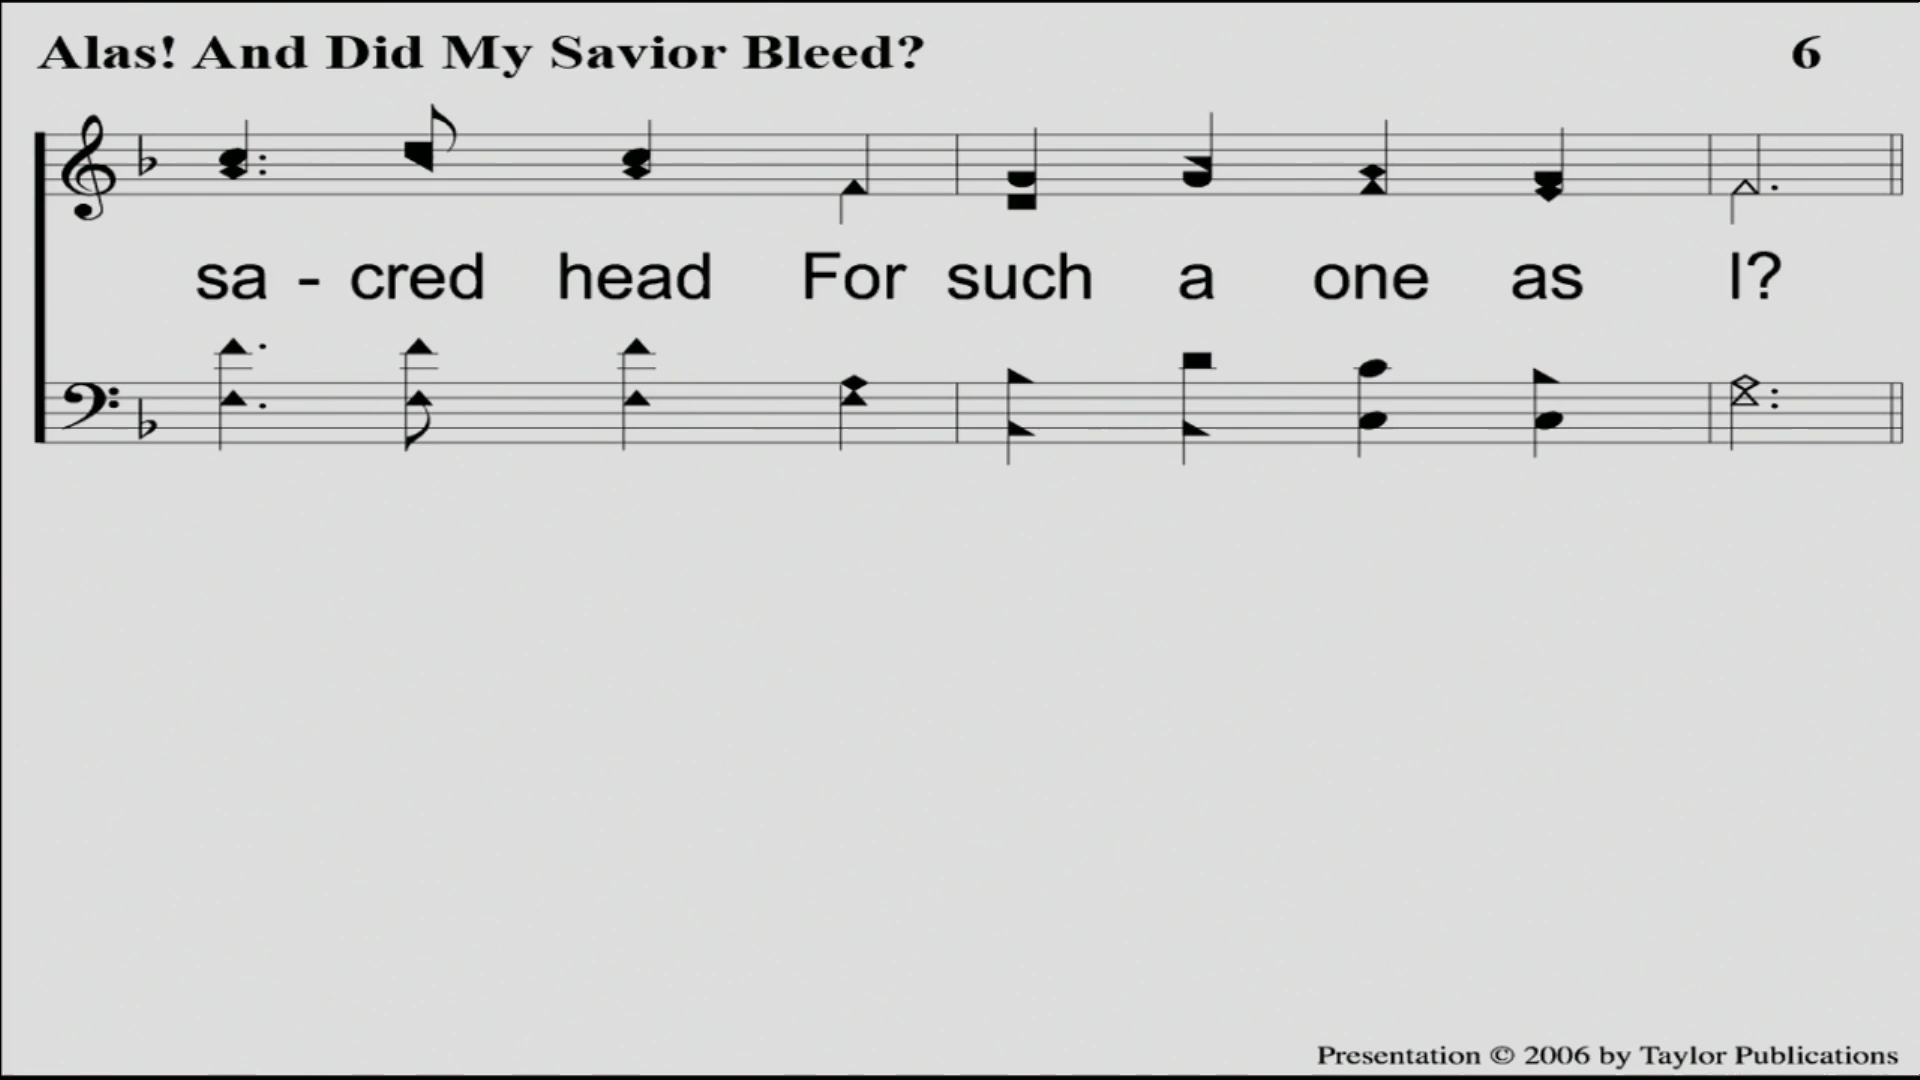 Alas! And Did My Savior Bleed? 6
sa - cred head For such a one as I?
Presentation © 2006 by Taylor Publications